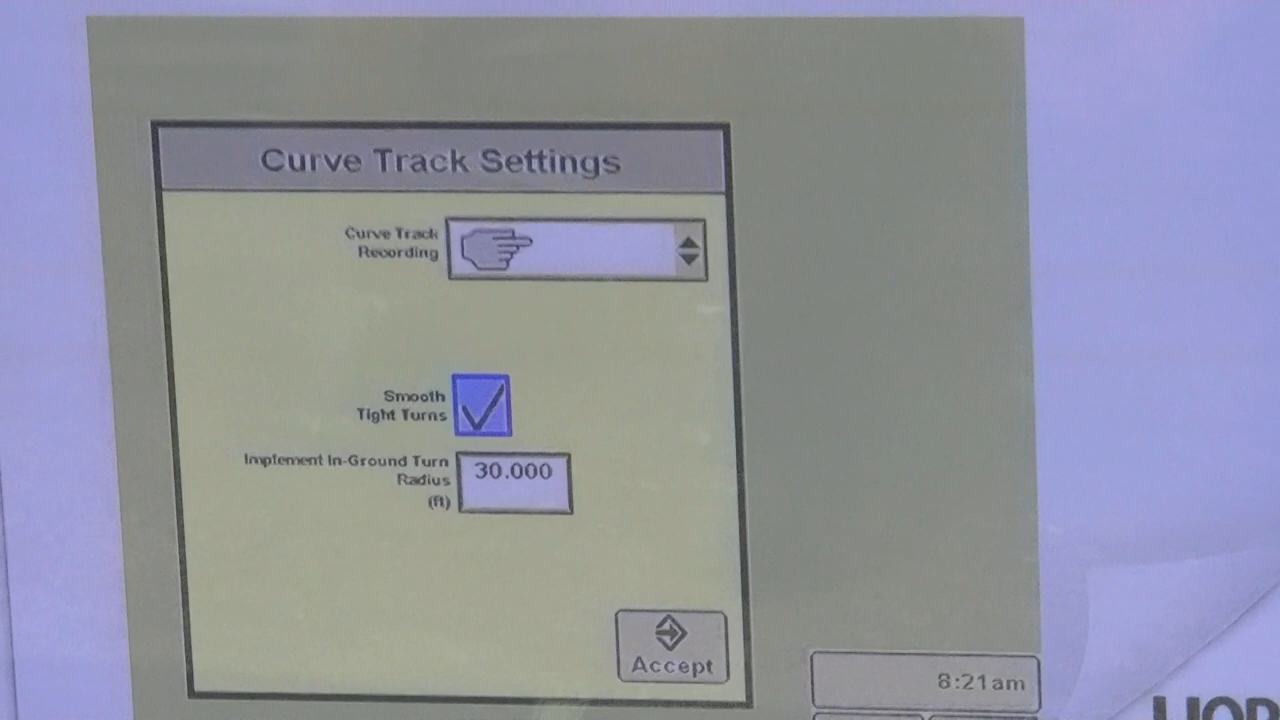 Curve Track Settings
Curve Track
Recording
Smooth
Tight Turns
Implement In-Ground Turn
Radius
(ft)
30.000
Accept
8:21am